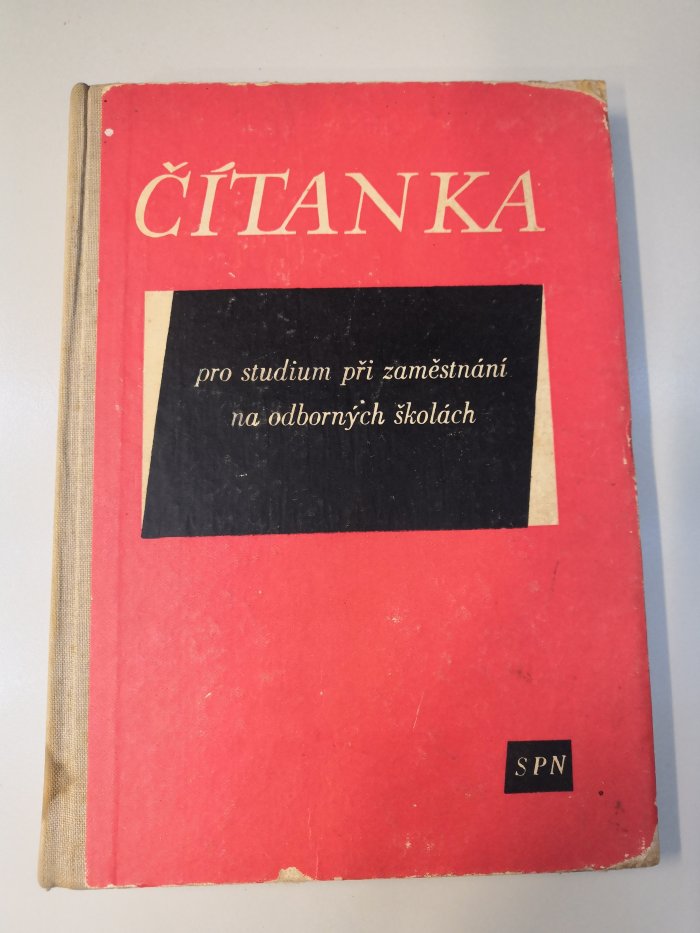 ČÍTANKA
pro studium při zaměstnání
na odborných školách
SPN